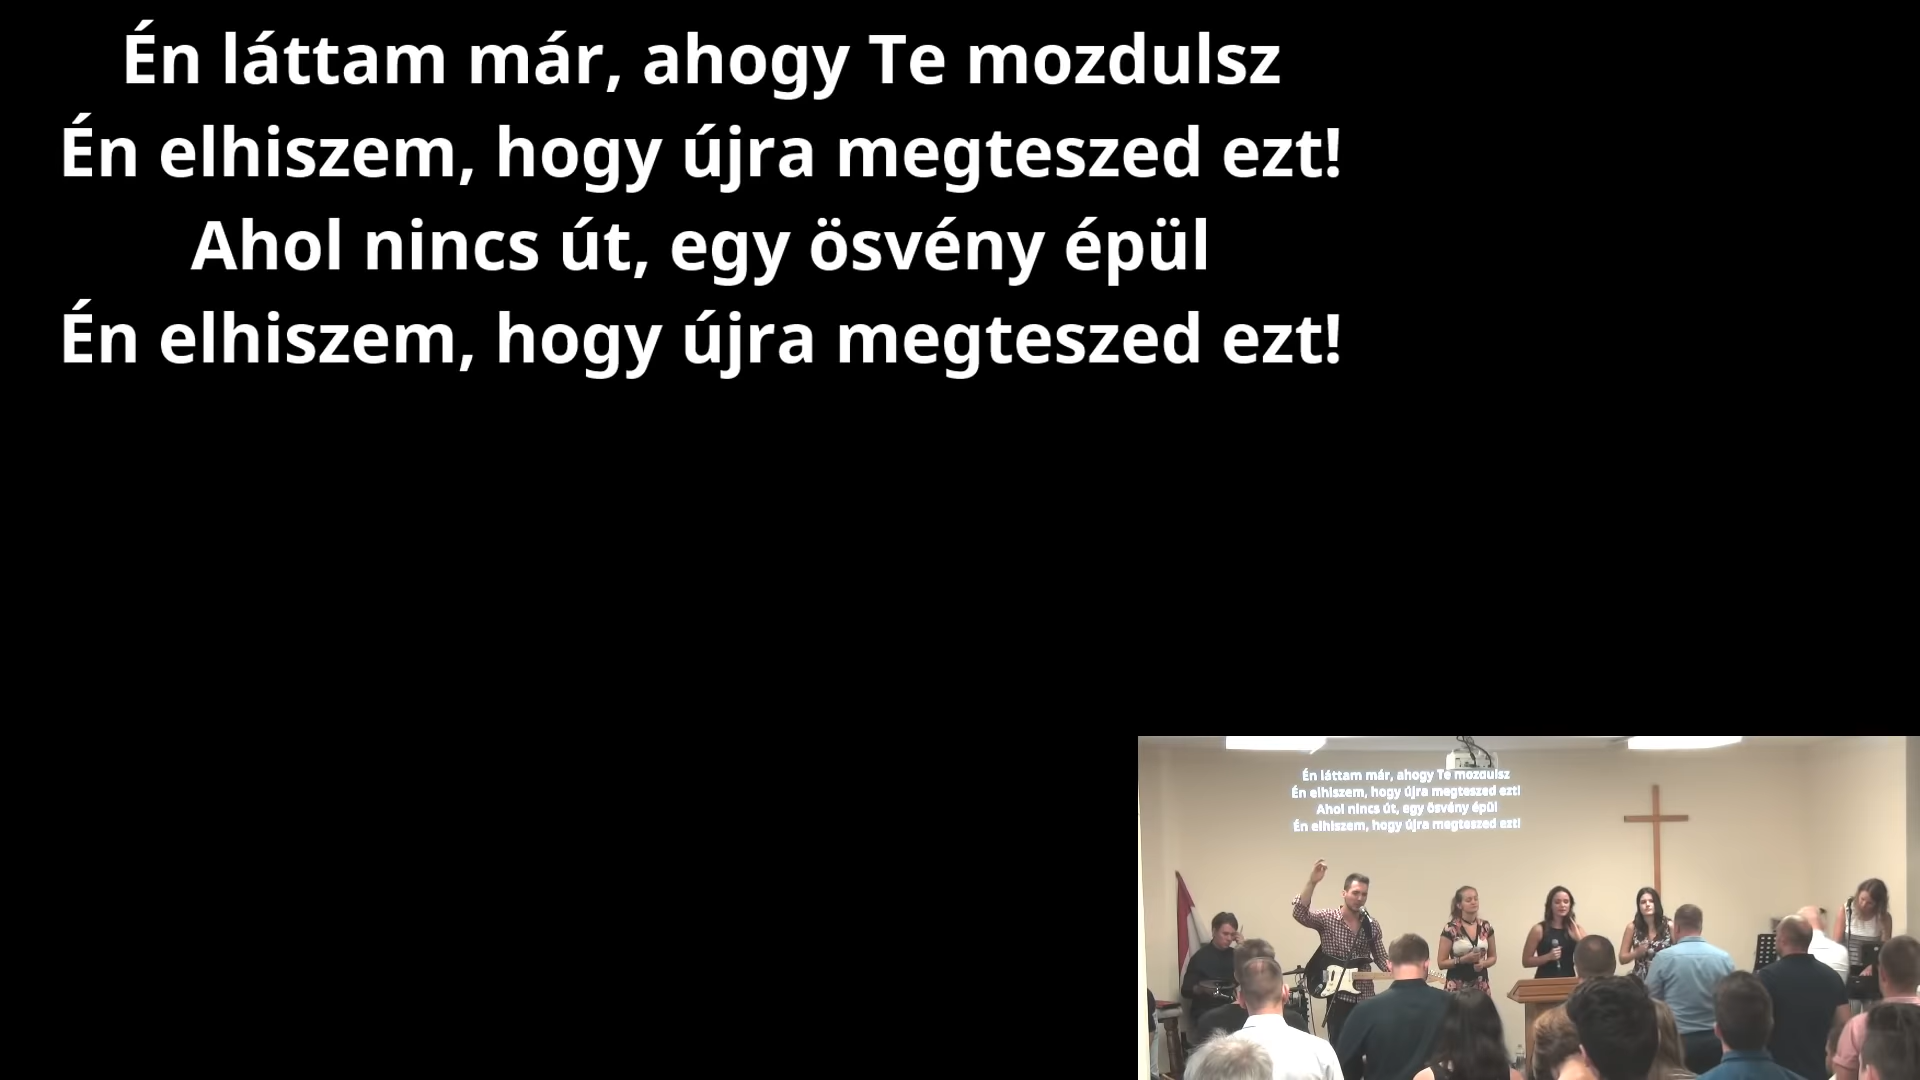 Én láttam már, ahogy Te mozdulsz
Én elhiszem, hogy újra megteszed ezt!
Ahol nincs út, egy ösvény épül
Én elhiszem, hogy újra megteszed ezt!
Én láttam már, ahogy Te mozdulsz
Én elhiszem, hogy újra megteszed ezt!
Ahol nincs út, egy ösvény épül
Én elhiszem, hogy újra megteszed ezt!